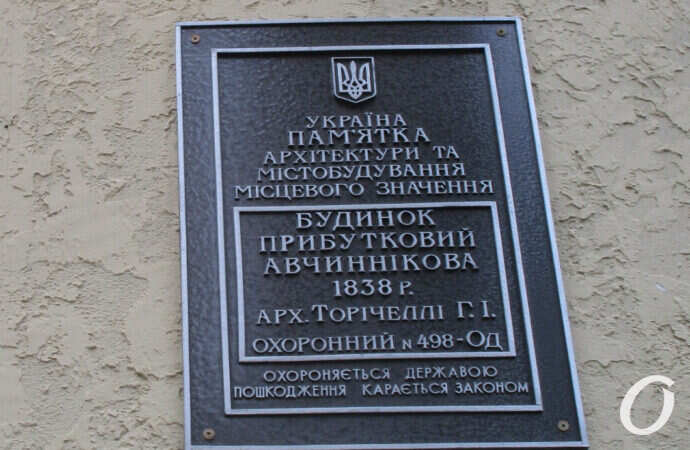 УКРАЇНА
ПАМ'ЯТКА
АРХІТЕКТУРИ ТА
МІСТОБУДУВАННЯ
МІСЦЕВОГО ЗНАЧЕННЯ
БУДИНОК
ПРИБУТКОВИЙ
АВЧИННІКОВА
1838 Р.
АРХ. ТОРІЧЕЛЛІ Г. І.
ОХОРОННИЙ N 498-ОД
ОХОРОНЯЄТЬСЯ ДЕРЖАВОЮ
ПОШКОДЖЕННЯ КАРАЄТЬСЯ ЗАКОНОМ